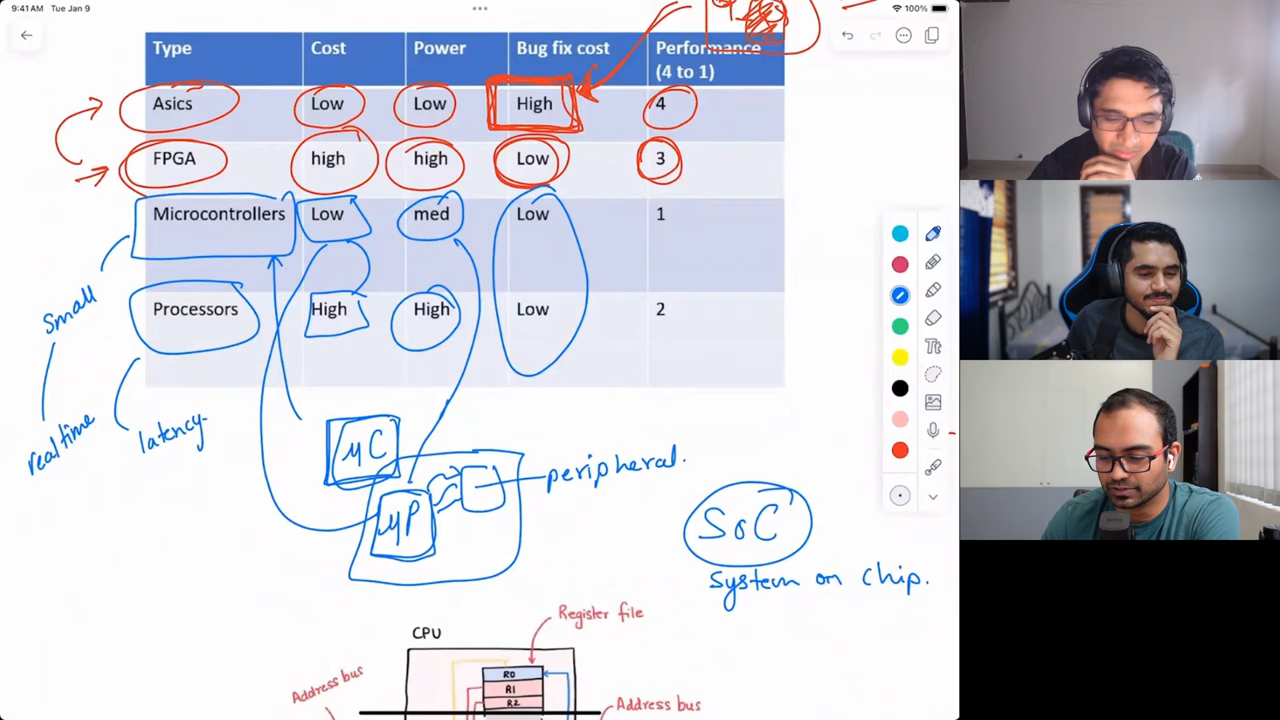 9:41 AM Tue Jan 9
100%
Type Cost Power Bug fix cost Performance
(4 to 1)
Asics Low Low High 4
FPGA high high Low 3
Microcontrollers Low med Low 1
Processors High High Low 2
small
realtime
latency
μC
μP
peripheral.
SoC
system on chip.
Tt
Register file
CPU
R0
R1
R2
Address bus
Address bus